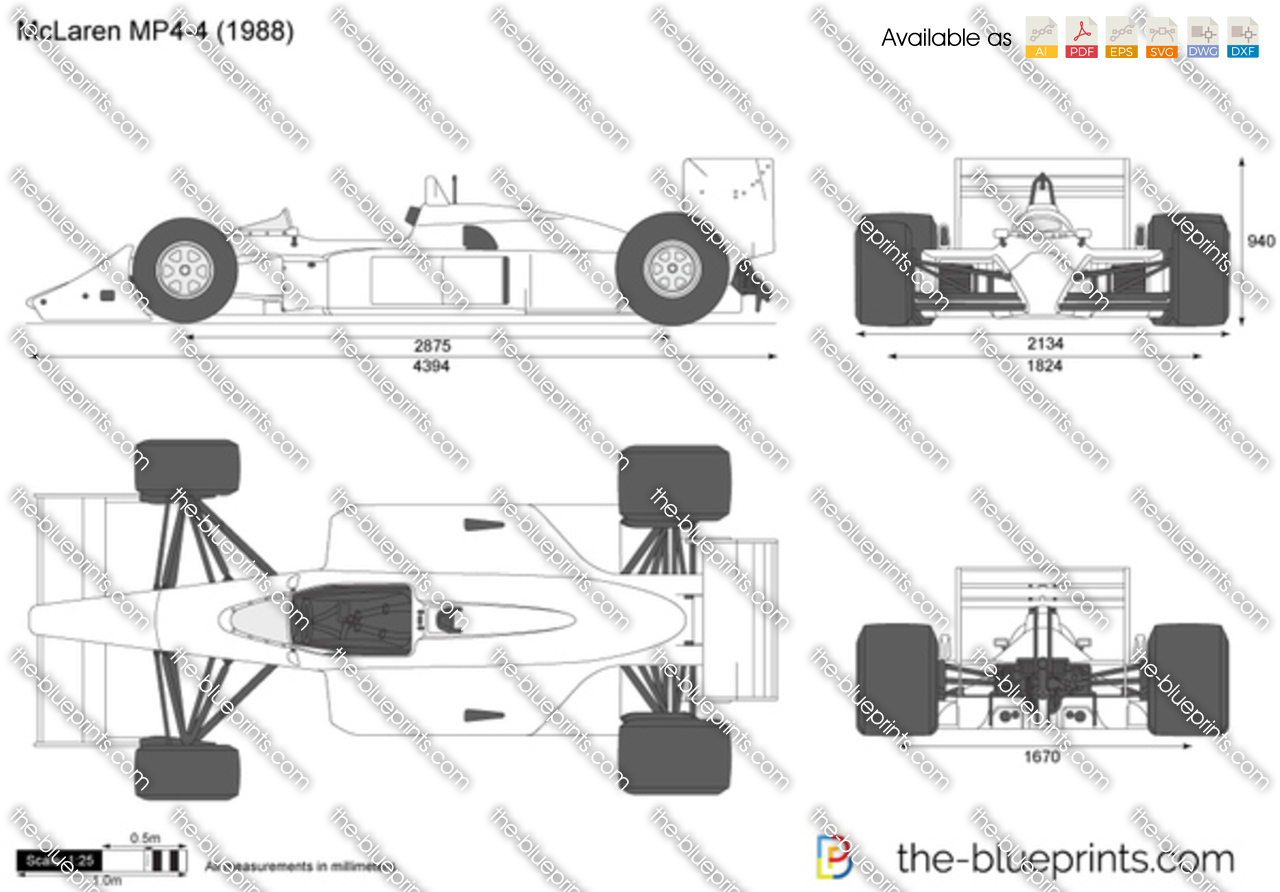 McLaren MP4-4 (1988)
Available as
AI PDF EPS SVG DWG DXF
940
2875
4394
2134
1824
1670
0.5m
Scale 1:25
1.0m
All measurements in millimeters
the-blueprints.com